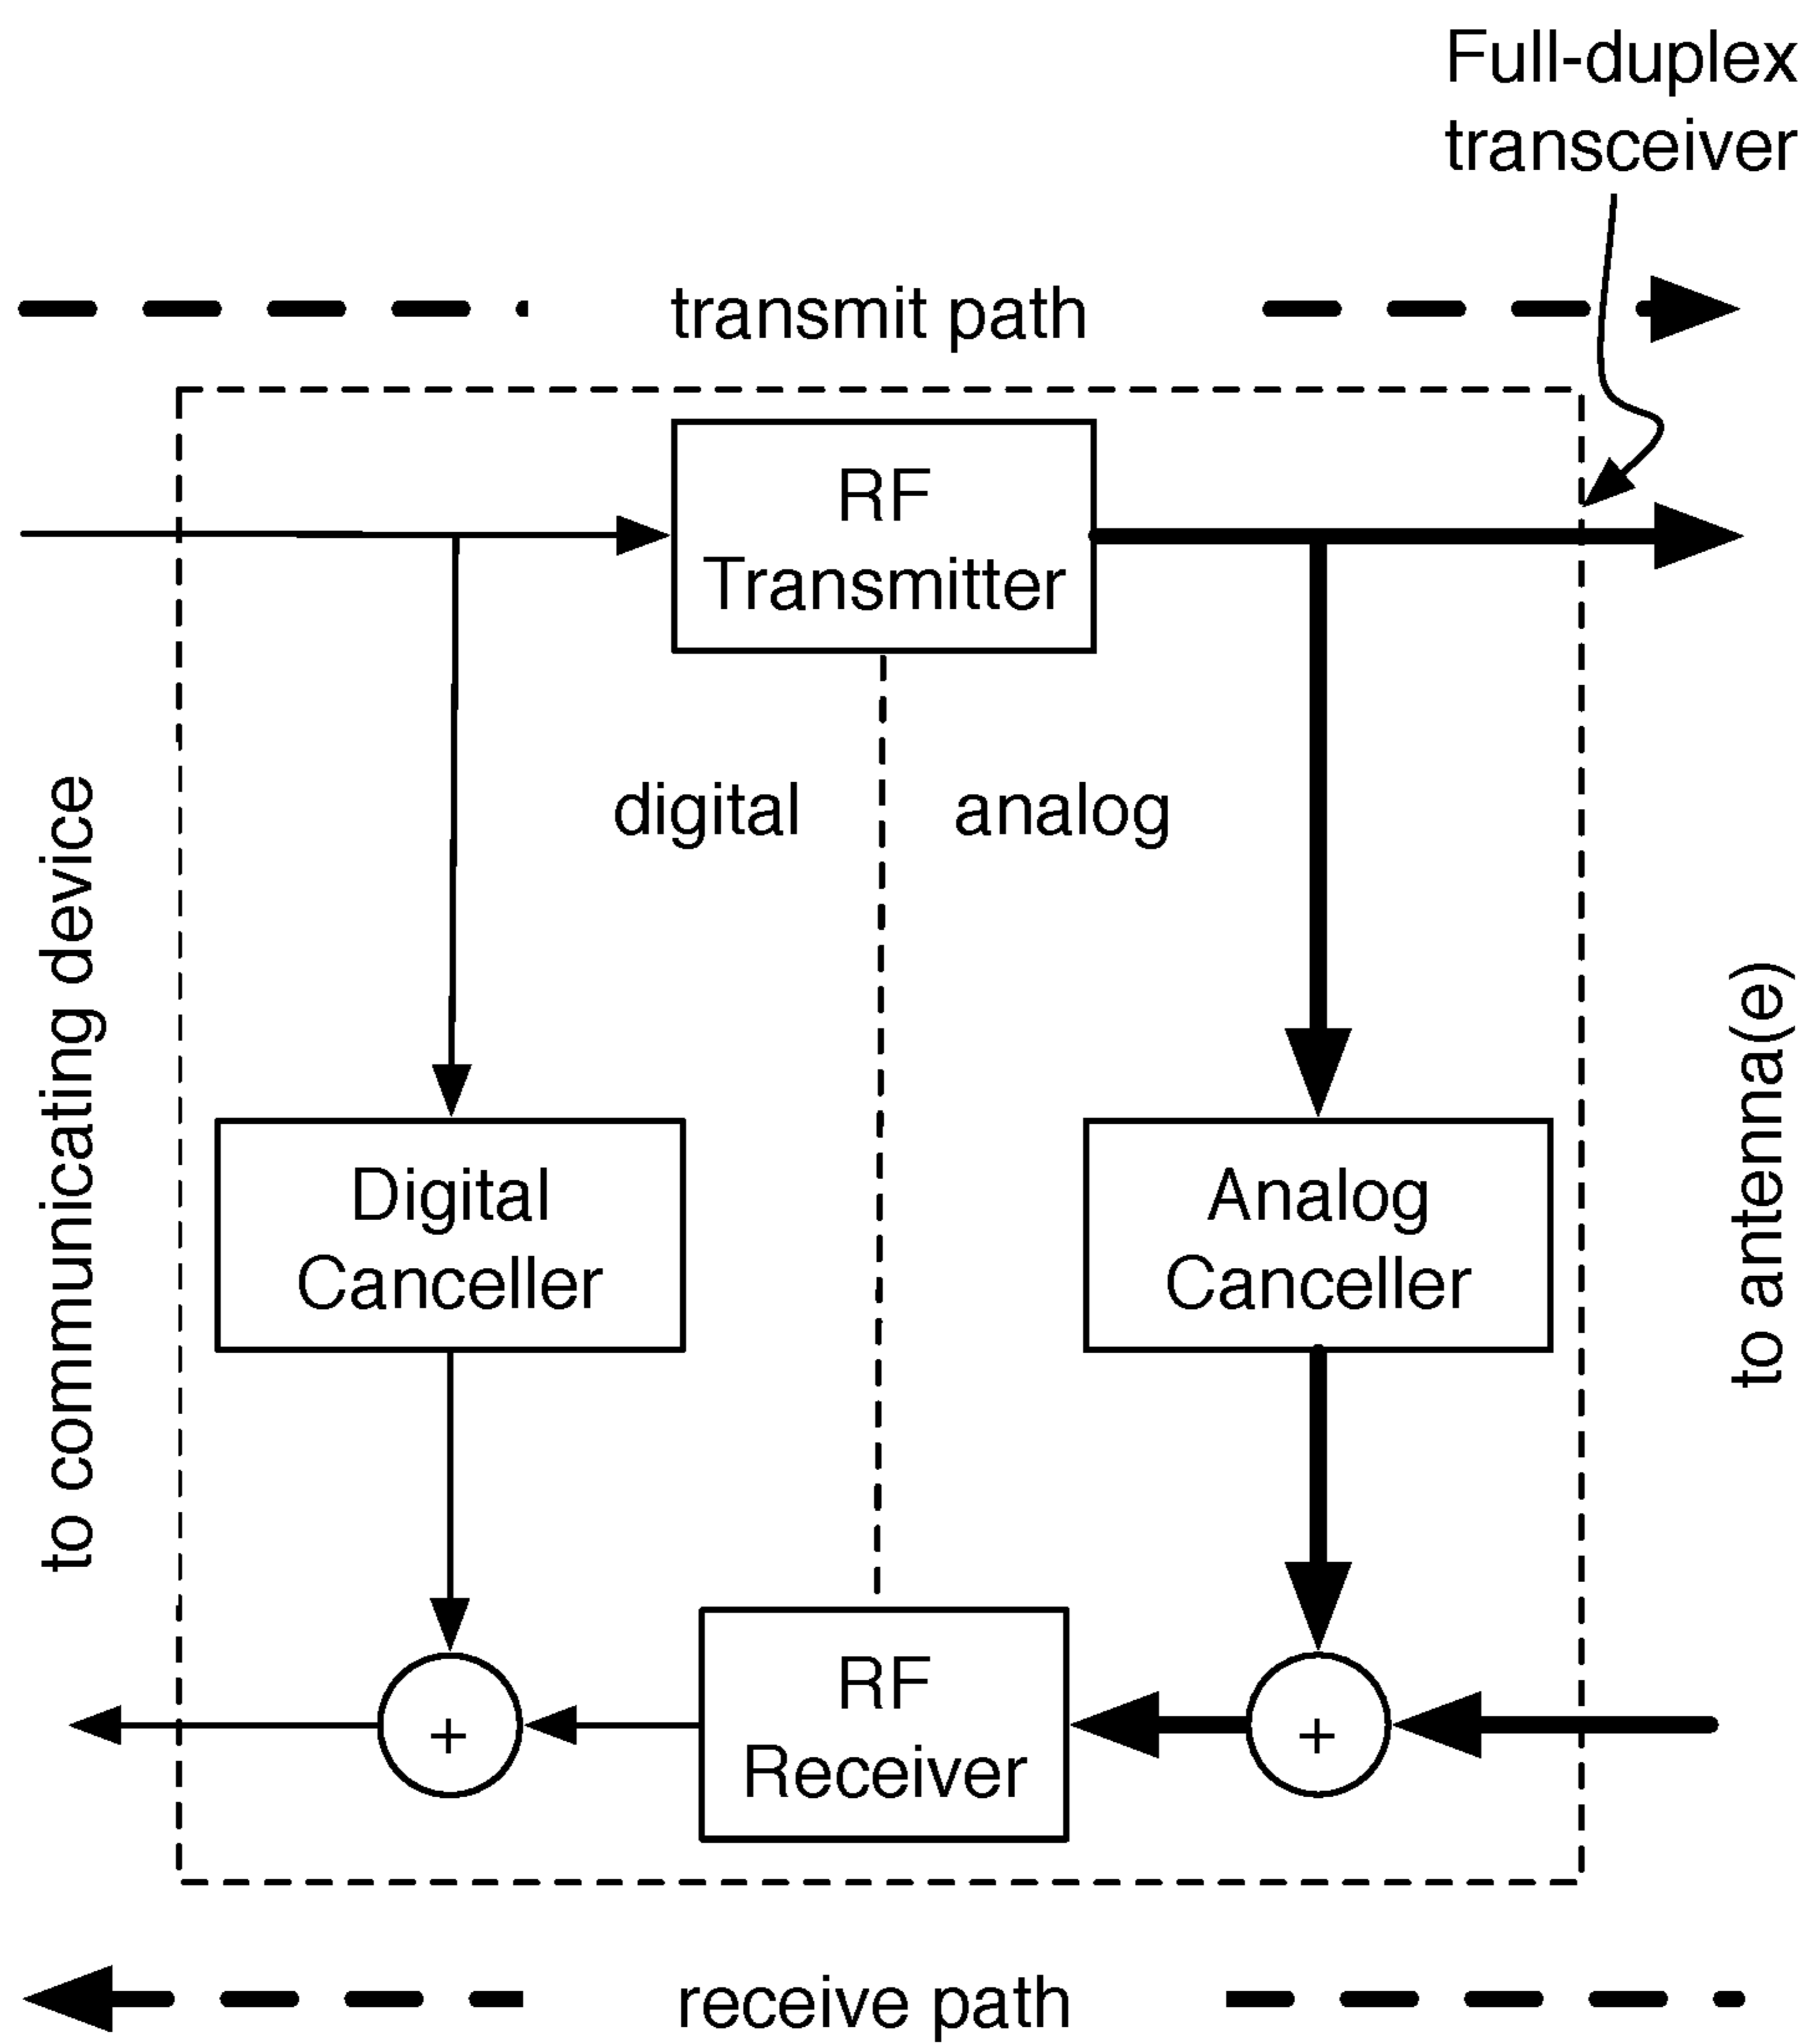 Full-duplex
transceiver
transmit path
RF
Transmitter
digital
analog
to communicating device
to antenna(e)
Digital
Canceller
Analog
Canceller
RF
Receiver
+
+
receive path